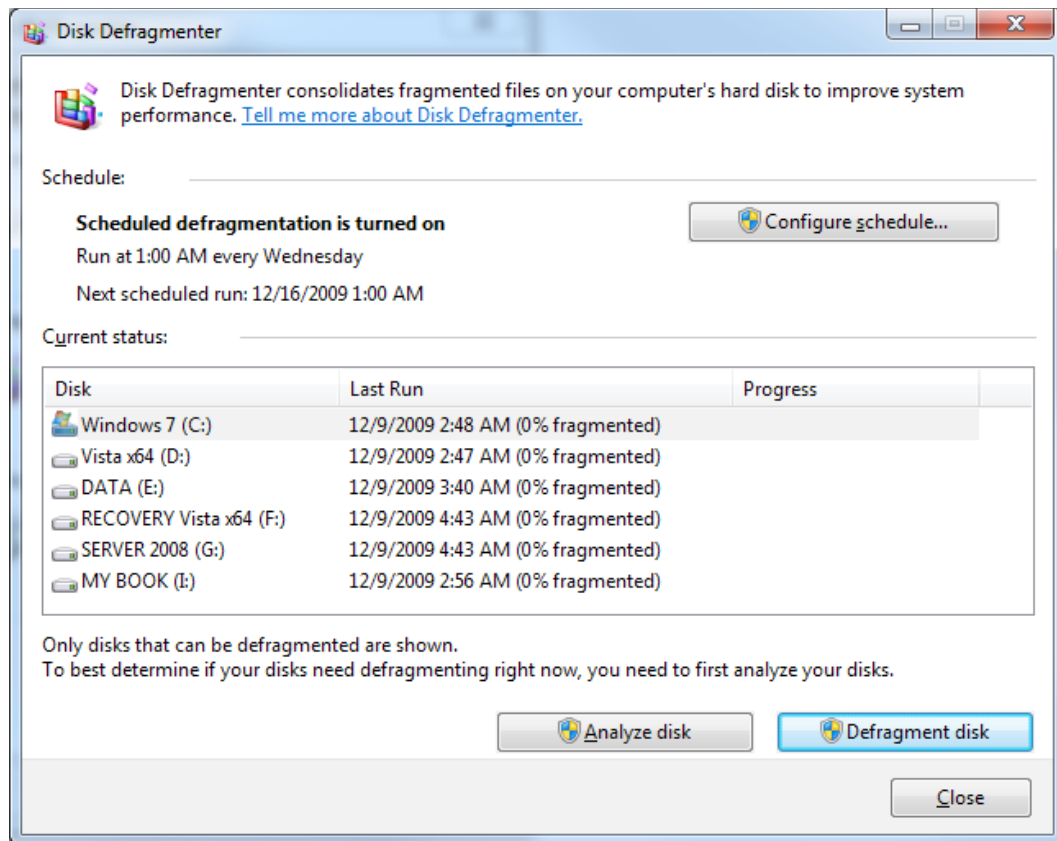 Disk Defragmenter
Disk Defragmenter consolidates fragmented files on your computer's hard disk to improve system
performance. Tell me more about Disk Defragmenter.
Schedule:
Scheduled defragmentation is turned on
Configure schedule...
Run at 1:00 AM every Wednesday
Next scheduled run: 12/16/2009 1:00 AM
Current status:
Disk Last Run Progress
Windows 7 (C:) 12/9/2009 2:48 AM (0% fragmented)
Vista x64 (D:) 12/9/2009 2:47 AM (0% fragmented)
DATA (E:) 12/9/2009 3:40 AM (0% fragmented)
RECOVERY Vista x64 (F:) 12/9/2009 4:43 AM (0% fragmented)
SERVER 2008 (G:) 12/9/2009 4:43 AM (0% fragmented)
MY BOOK (I:) 12/9/2009 2:56 AM (0% fragmented)
Only disks that can be defragmented are shown.
To best determine if your disks need defragmenting right now, you need to first analyze your disks.
Analyze disk Defragment disk
Close